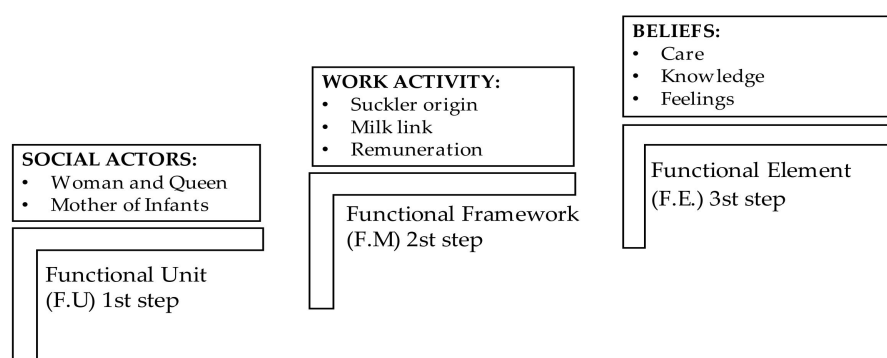 SOCIAL ACTORS:
• Woman and Queen
• Mother of Infants
Functional Unit
(F.U) 1st step
WORK ACTIVITY:
• Suckler origin
• Milk link
• Remuneration
Functional Framework
(F.M) 2st step
BELIEFS:
• Care
• Knowledge
• Feelings
Functional Element
(F.E.) 3st step